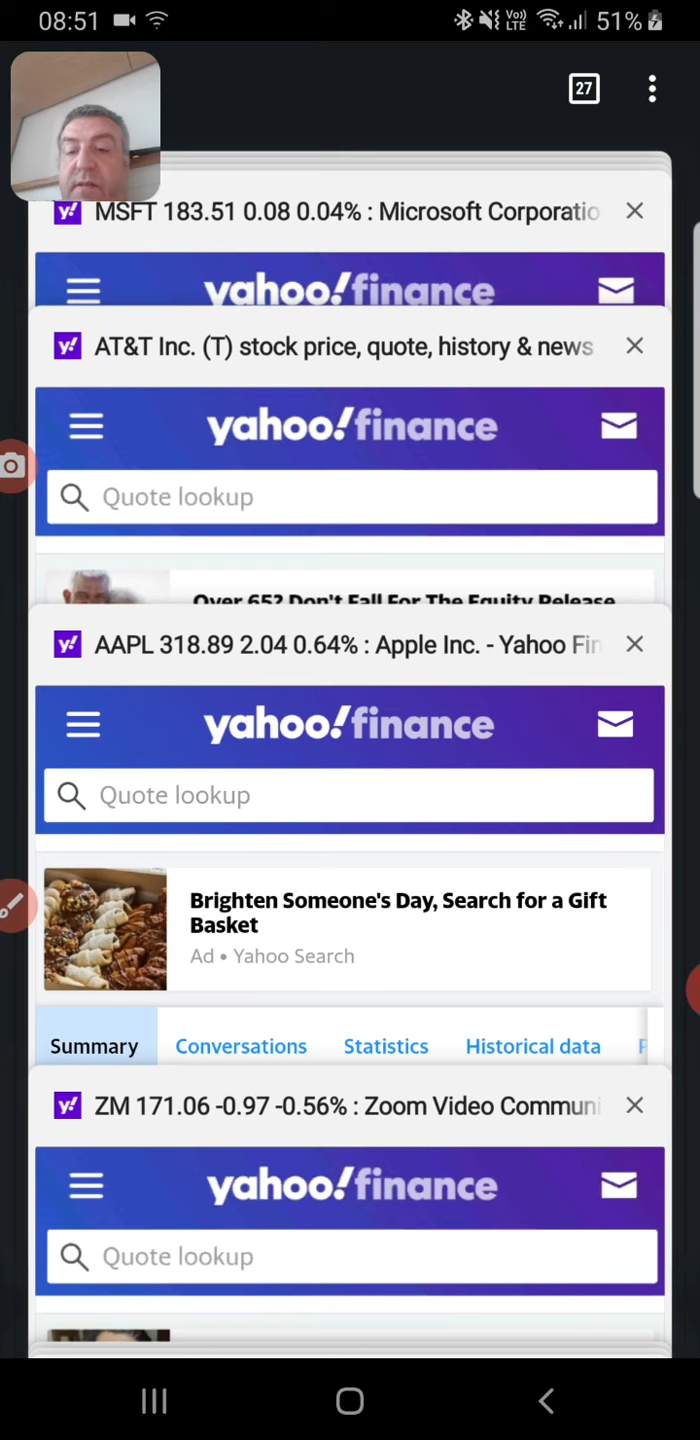 08:51 Vo)) LTE 51%
27
MSFT 183.51 0.08 0.04% : Microsoft Corporatio
yahoo!finance
AT&T Inc. (T) stock price, quote, history & news
yahoo!finance
Quote lookup
Over 65? Don't Fall For The Equity Release
AAPL 318.89 2.04 0.64% : Apple Inc. - Yahoo Fin
yahoo!finance
Quote lookup
Brighten Someone's Day, Search for a Gift
Basket
Ad • Yahoo Search
Summary Conversations Statistics Historical data
ZM 171.06 -0.97 -0.56% : Zoom Video Communi
yahoo!finance
Quote lookup